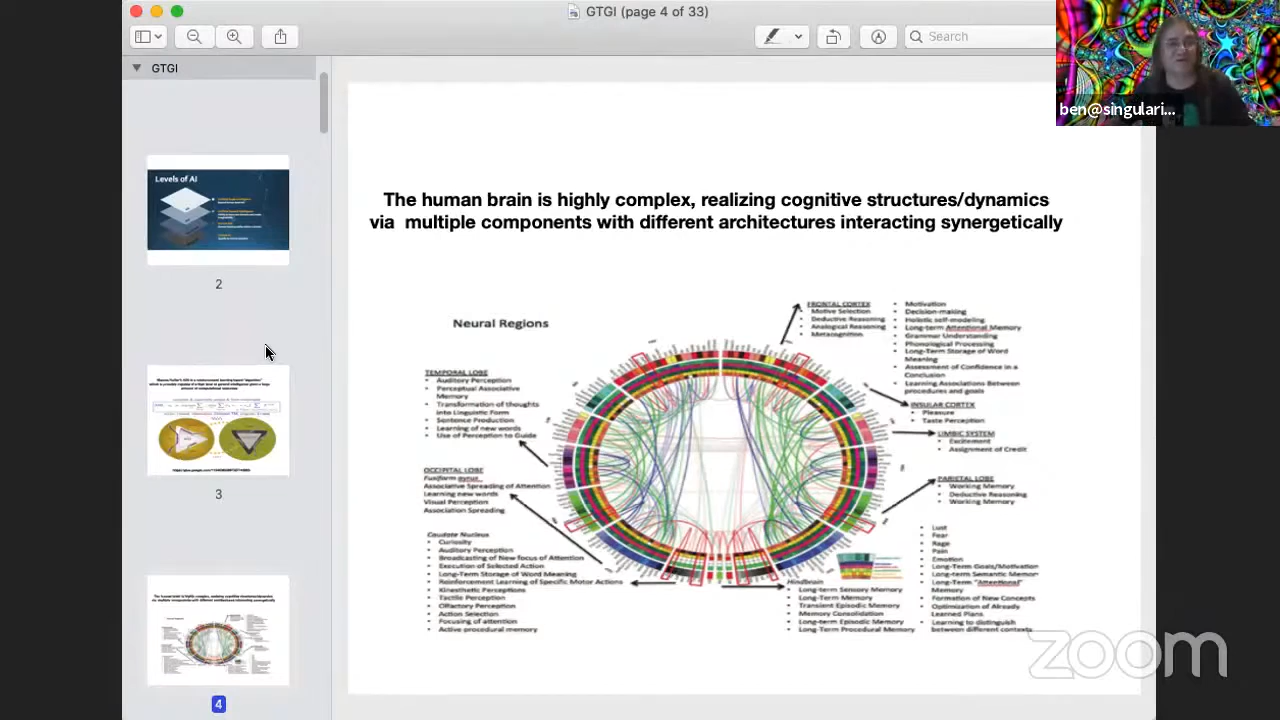 GTGI (page 4 of 33)
Search
ben@singulari...
GTGI
Levels of AI
2
3
4
The human brain is highly complex, realizing cognitive structures/dynamics
via multiple components with different architectures interacting synergetically
Neural Regions
FRONTAL CORTEX
• Motive Selection
• Deductive Reasoning
• Analogical Reasoning
• Metacognition
• Motivation
• Decision-making
• Holistic self-modeling
• Long-term Attentional Memory
• Grammar Understanding
• Phonological Processing
• Long-Term Storage of Word
Meaning
• Assessment of Confidence in a
Conclusion
• Learning Associations Between
procedures and goals
TEMPORAL LOBE
• Auditory Perception
• Perceptual Associative
Memory
• Transformation of thoughts
into Linguistic Form
• Sentence Production
• Learning of new words
• Use of Perception to Guide
INSULAR CORTEX
• Pleasure
• Taste Perception
LIMBIC SYSTEM
• Excitement
• Assignment of Credit
OCCIPITAL LOBE
Fusiform gyrus
Associative Spreading of Attention
Learning new words
Visual Perception
Association Spreading
PARIETAL LOBE
• Working Memory
• Deductive Reasoning
• Working Memory
Caudate Nucleus
• Curiosity
• Auditory Perception
• Broadcasting of New focus of Attention
• Execution of Selected Action
• Long-Term Storage of Word Meaning
• Reinforcement Learning of Specific Motor Actions
• Kinesthetic Perceptions
• Tactile Perception
• Olfactory Perception
• Action Selection
• Focusing of attention
• Active procedural memory
Hindbrain
• Long-term Sensory Memory
• Long-Term Memory
• Transient Episodic Memory
• Memory Consolidation
• Long-term Episodic Memory
• Long-Term Procedural Memory
• Lust
• Fear
• Rage
• Pain
• Emotion
• Long-Term Goals/Motivation
• Long-term Semantic Memor
• Long-Term "Attentional"
Memory
• Formation of New Concepts
• Optimization of Already
Learned Plans
• Learning to distinguish
between different contexts
zoom